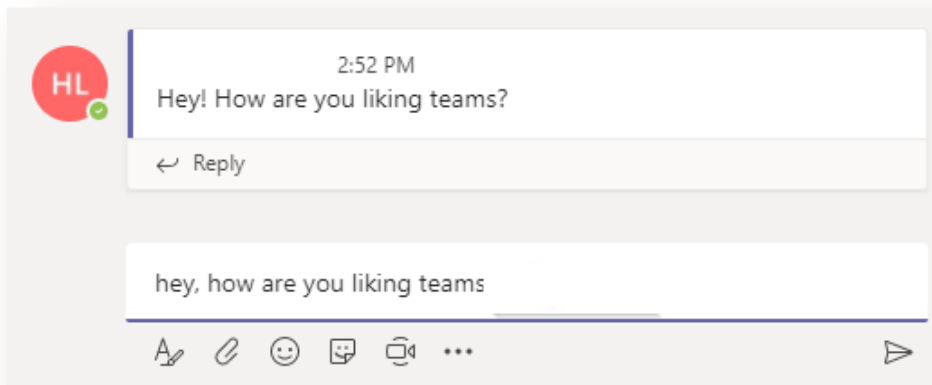 HL
2:52 PM
Hey! How are you liking teams?
Reply
hey, how are you liking teams